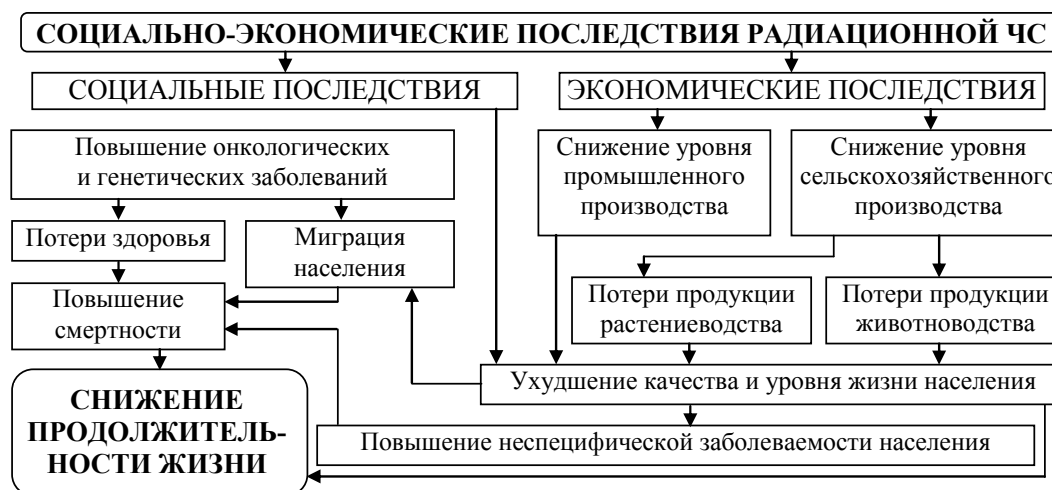 СОЦИАЛЬНО-ЭКОНОМИЧЕСКИЕ ПОСЛЕДСТВИЯ РАДИАЦИОННОЙ ЧС
СОЦИАЛЬНЫЕ ПОСЛЕДСТВИЯ
ЭКОНОМИЧЕСКИЕ ПОСЛЕДСТВИЯ
Повышение онкологических
и генетических заболеваний
Снижение уровня
промышленного
производства
Снижение уровня
сельскохозяйственного
производства
Потери здоровья
Миграция
населения
Повышение
смертности
Потери продукции
растениеводства
Потери продукции
животноводства
Ухудшение качества и уровня жизни населения
СНИЖЕНИЕ
ПРОДОЛЖИТЕЛЬ-
НОСТИ ЖИЗНИ
Повышение неспецифической заболеваемости населения